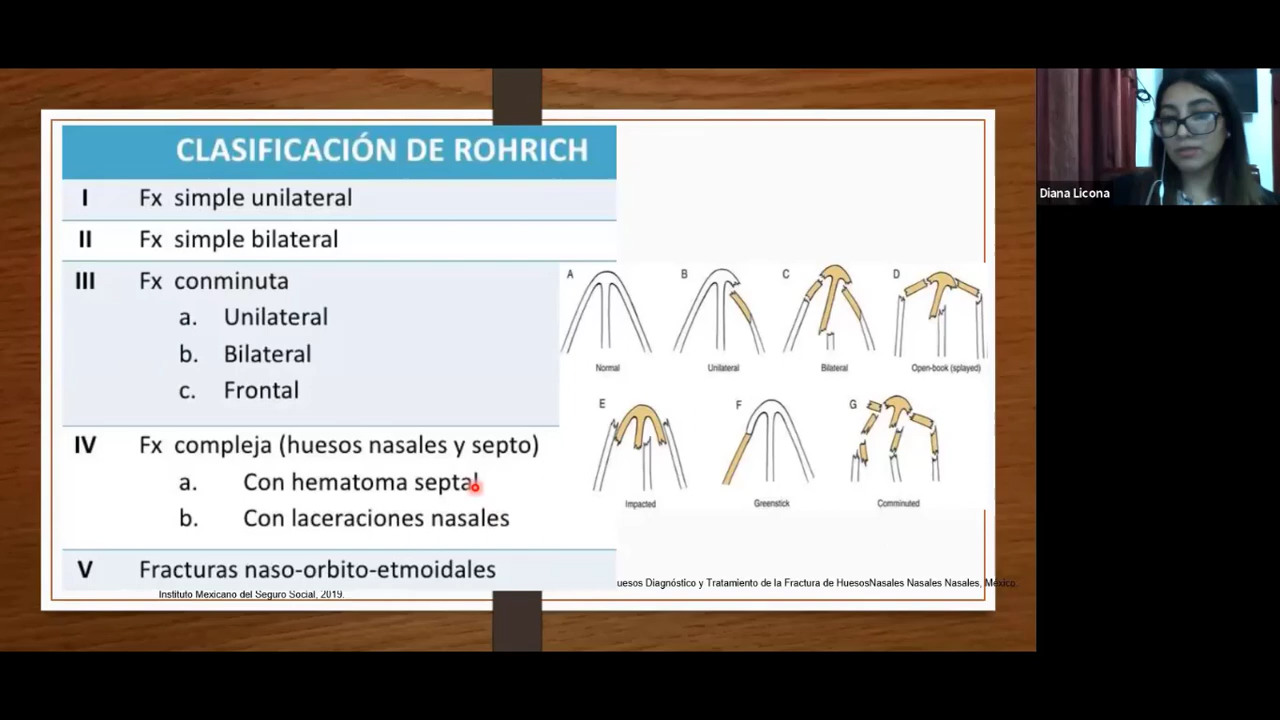 CLASIFICACIÓN DE ROHRICH
I Fx simple unilateral
II Fx simple bilateral
III Fx conminuta
a. Unilateral
b. Bilateral
c. Frontal
IV Fx compleja (huesos nasales y septo)
a. Con hematoma septal
b. Con laceraciones nasales
V Fracturas naso-orbito-etmoidales
A B C D
Normal Unilateral Bilateral Open-book (splayed)
E F G
Impacted Greenstick Comminuted
uesos Diagnóstico y Tratamiento de la Fractura de HuesosNasales Nasales Nasales, México.
Instituto Mexicano del Seguro Social, 2019.
Diana Licona